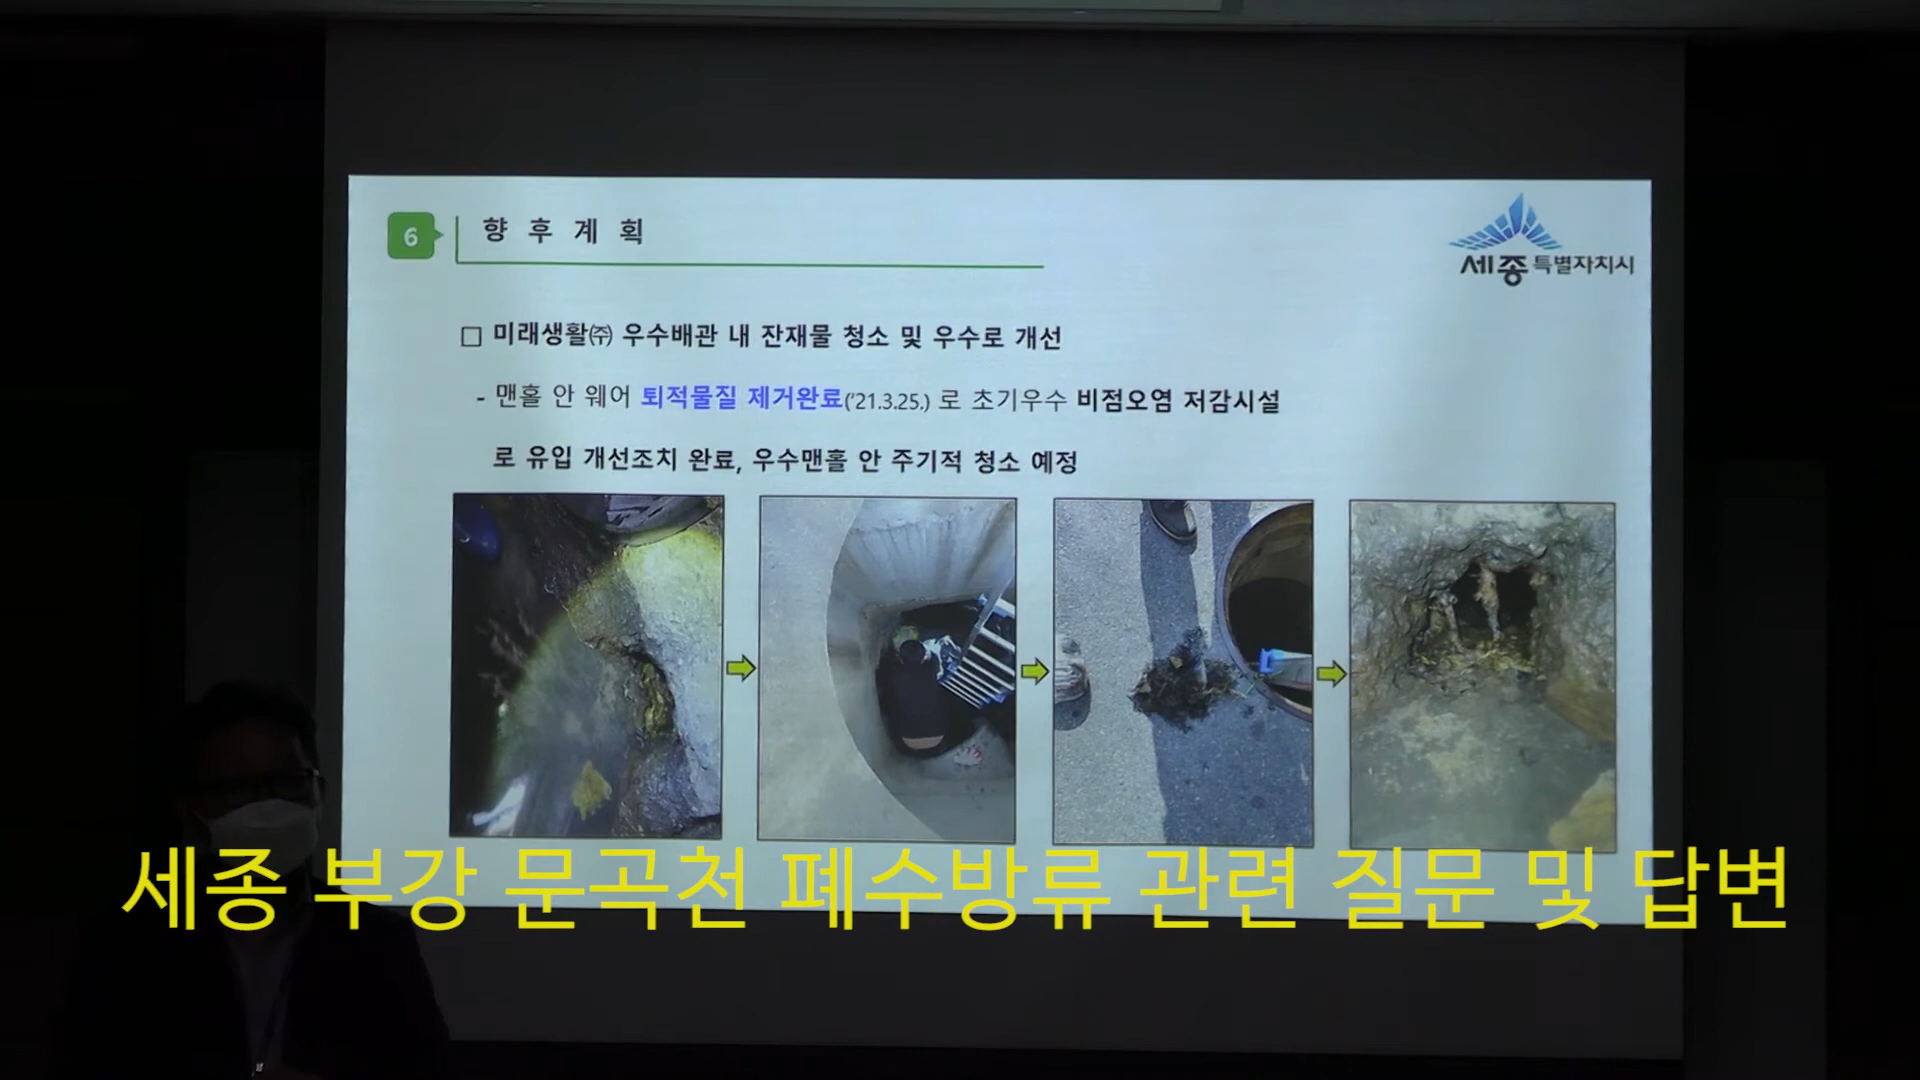 6 향 후 계 획
세종특별자치시
□ 미래생활㈜ 우수배관 내 잔재물 청소 및 우수로 개선
- 맨홀 안 웨어 퇴적물질 제거완료('21.3.25.) 로 초기우수 비점오염 저감시설
로 유입 개선조치 완료, 우수맨홀 안 주기적 청소 예정
세종 부강 문곡천 폐수방류 관련 질문 및 답변